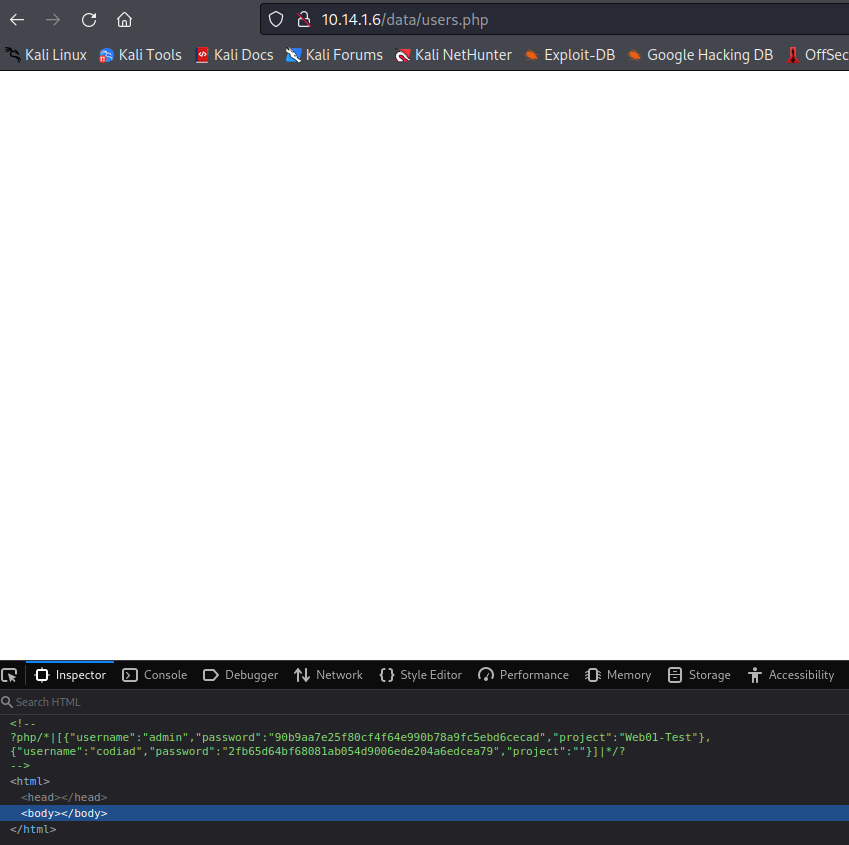 10.14.1.6/data/users.php
Kali Linux Kali Tools Kali Docs Kali Forums Kali NetHunter Exploit-DB Google Hacking DB OffSec
Inspector Console Debugger Network Style Editor Performance Memory Storage Accessibility
Search HTML
<!--
?php/*|[{"username":"admin","password":"90b9aa7e25f80cf4f64e990b78a9fc5ebd6cecad","project":"Web01-Test"},
{"username":"codiad","password":"2fb65d64bf68081ab054d9006ede204a6edcea79","project":""}]|*/?
-->
<html>
<head></head>
<body></body>
</html>